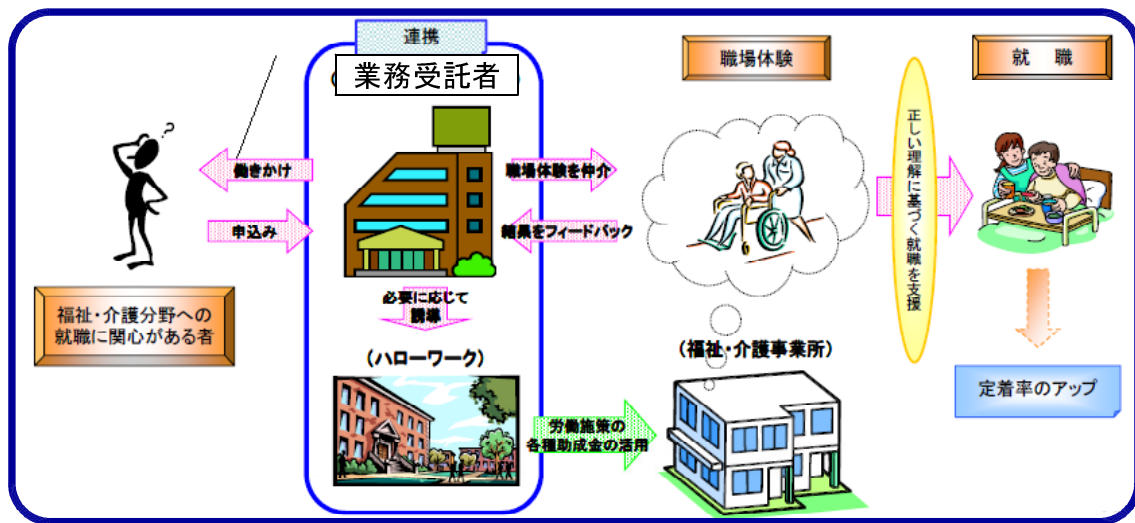 連携
業務受託者
職場体験
就 職
働きかけ
申込み
職場体験を仲介
結果をフィードバック
正しい理解に基づく就職を支援
福祉・介護分野への
就職に関心がある者
必要に応じて
誘導
(ハローワーク)
(福祉・介護事業所)
労働施策の
各種助成金の活用
定着率のアップ